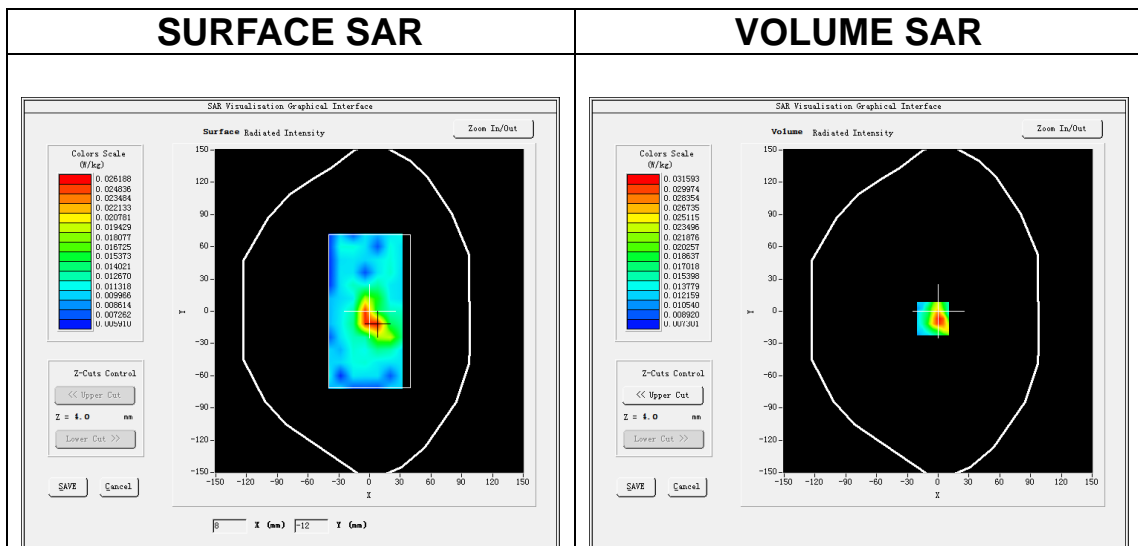 SURFACE SAR
VOLUME SAR
SAR Visualisation Graphical Interface
Surface Radiated Intensity
Zoom In/Out
Colors Scale
(W/kg)
0.026188
0.024836
0.023484
0.022133
0.020781
0.019429
0.018077
0.016725
0.015373
0.014021
0.012670
0.011318
0.009966
0.008614
0.007262
0.005910
150
120
90
60
30
0
-30
-60
-90
-120
-150
Y
-150 -120 -90 -60 -30 0 30 60 90 120 150
X
Z-Cuts Control
<< Upper Cut
Z = 4.0 mm
Lower Cut >>
SAVE Cancel
8 X (mm) -12 Y (mm)
SAR Visualisation Graphical Interface
Volume Radiated Intensity
Zoom In/Out
Colors Scale
(W/kg)
0.031593
0.029974
0.028354
0.026735
0.025115
0.023496
0.021876
0.020257
0.018637
0.017018
0.015398
0.013779
0.012159
0.010540
0.008920
0.007301
150
120
90
60
30
0
-30
-60
-90
-120
-150
Y
-150 -120 -90 -60 -30 0 30 60 90 120 150
X
Z-Cuts Control
<< Upper Cut
Z = 4.0 mm
Lower Cut >>
SAVE Cancel